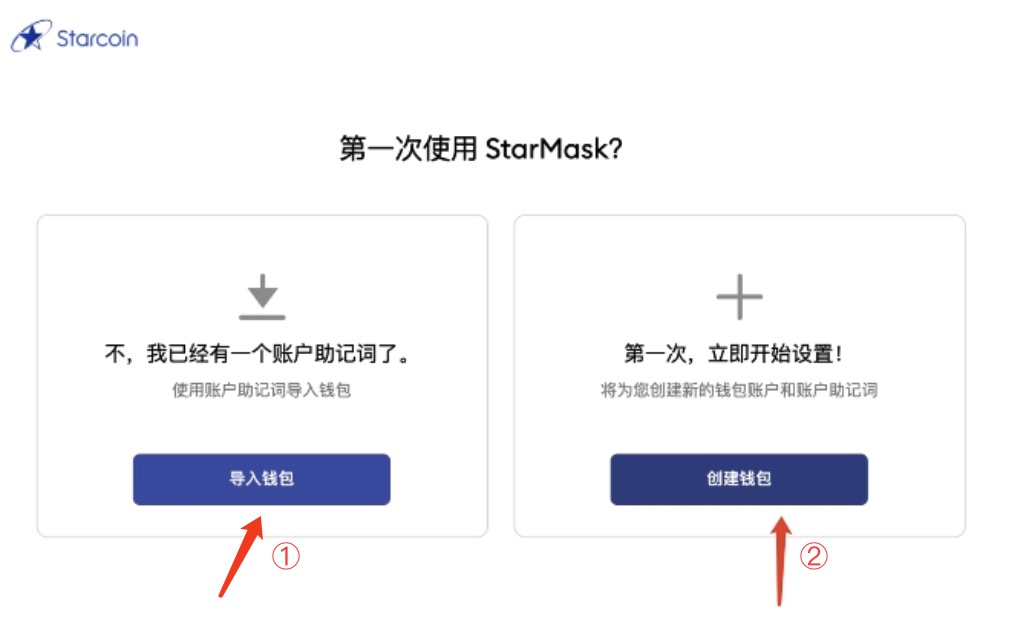 Starcoin
第一次使用 StarMask?
不，我已经有一个账户助记词了。
使用账户助记词导入钱包
导入钱包
①
第一次，立即开始设置！
将为您创建新的钱包账户和账户助记词
创建钱包
②